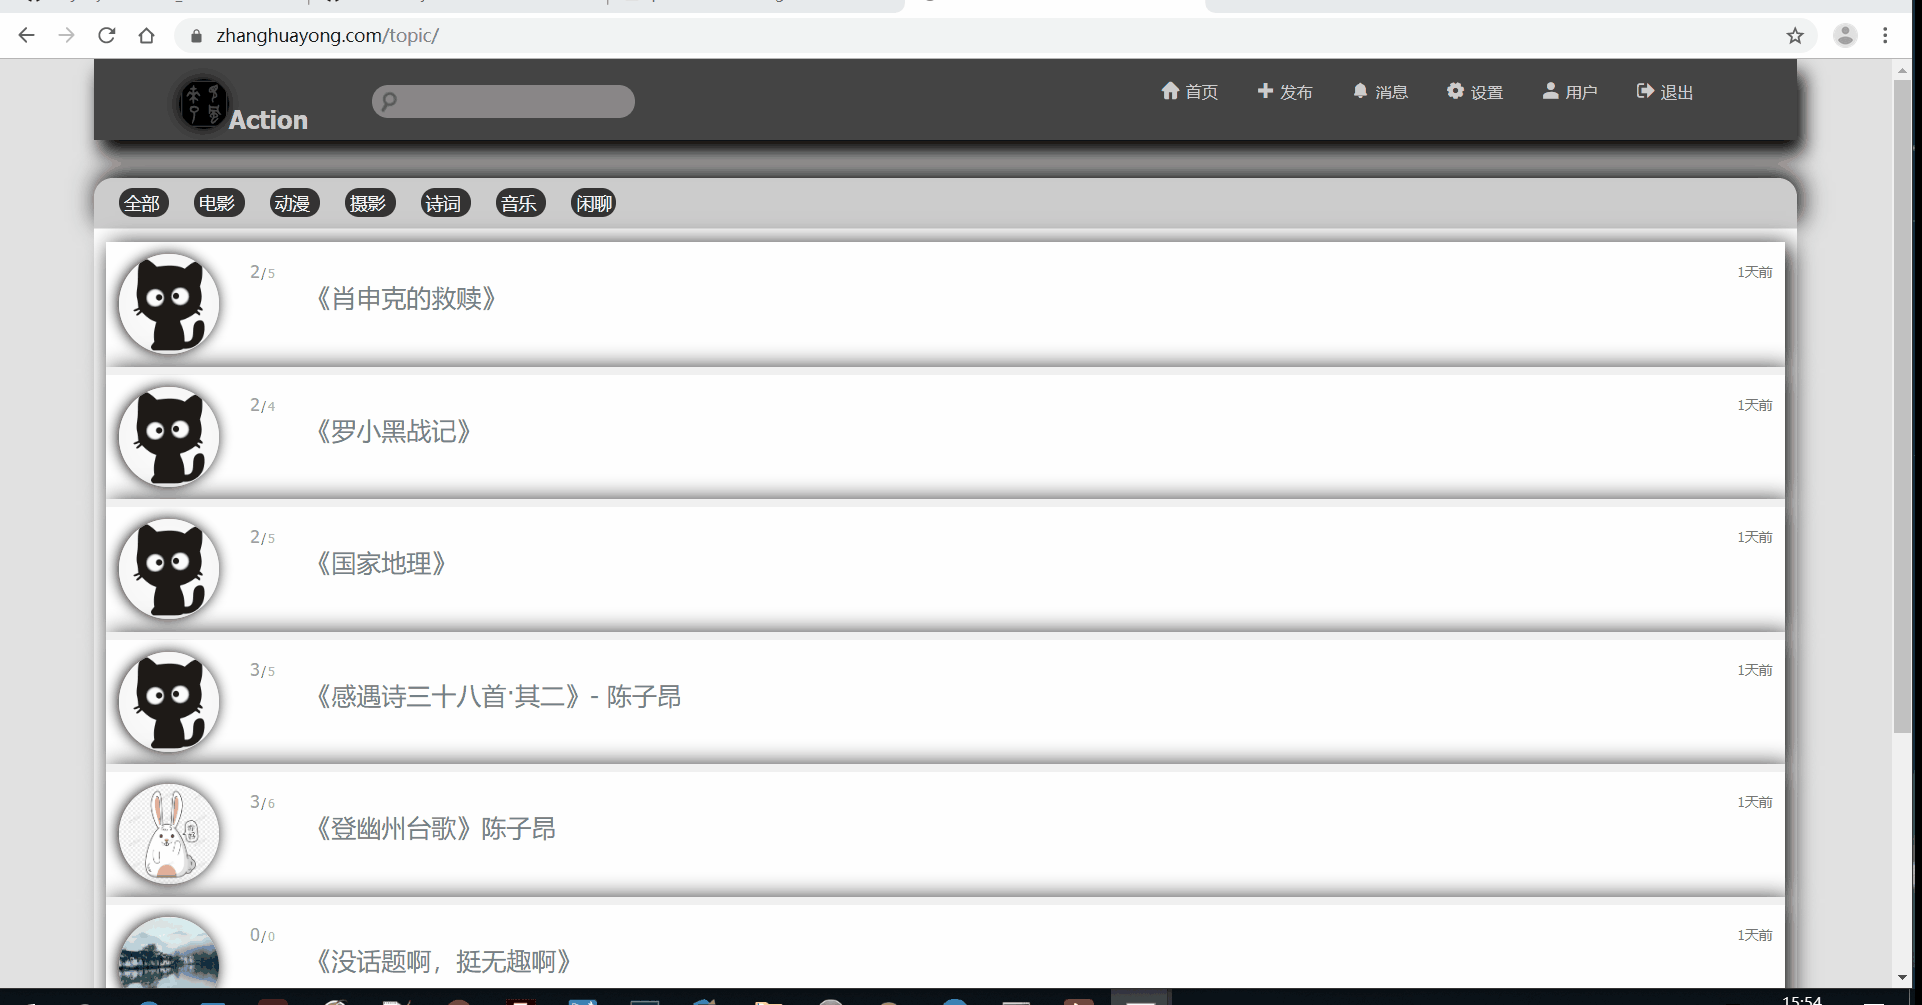 zhanghuayong.com/topic/
Action
首页
发布
消息
设置
用户
退出
全部
电影
动漫
摄影
诗词
音乐
闲聊
2/5
《肖申克的救赎》
1天前
2/4
《罗小黑战记》
1天前
2/5
《国家地理》
1天前
3/5
《感遇诗三十八首·其二》- 陈子昂
1天前
3/6
《登幽州台歌》陈子昂
1天前
0/0
《没话题啊，挺无趣啊》
1天前
15:54